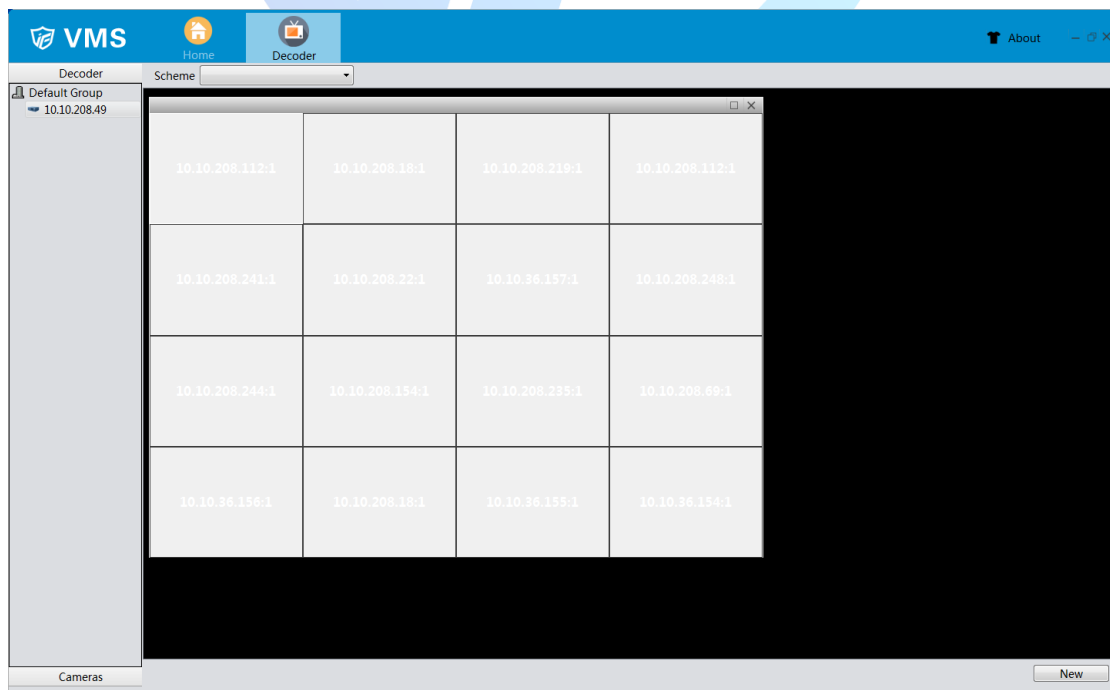 VMS
Home
Decoder
About
Decoder
Scheme
Default Group
10.10.208.49
10.10.208.112:1 10.10.208.18:1 10.10.208.219:1 10.10.208.112:1
10.10.208.241:1 10.10.208.22:1 10.10.36.157:1 10.10.208.248:1
10.10.208.244:1 10.10.208.154:1 10.10.208.235:1 10.10.208.69:1
10.10.36.156:1 10.10.208.18:1 10.10.36.155:1 10.10.36.154:1
Cameras
New